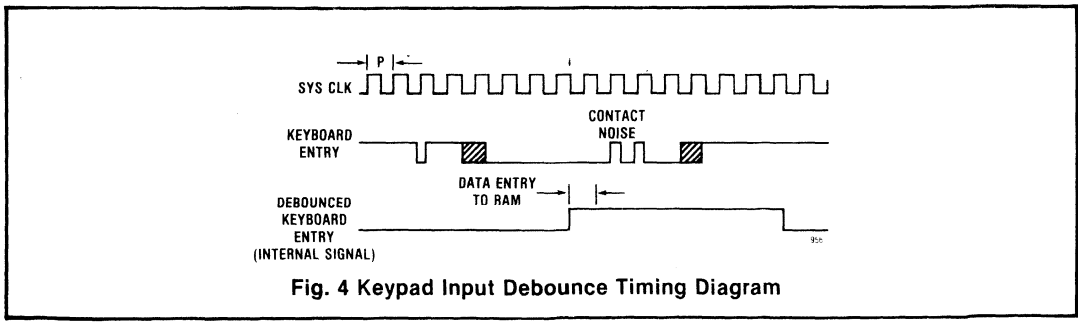 P
SYS CLK
CONTACT
NOISE
KEYBOARD
ENTRY
DATA ENTRY
TO RAM
DEBOUNCED
KEYBOARD
ENTRY
(INTERNAL SIGNAL)
Fig. 4 Keypad Input Debounce Timing Diagram